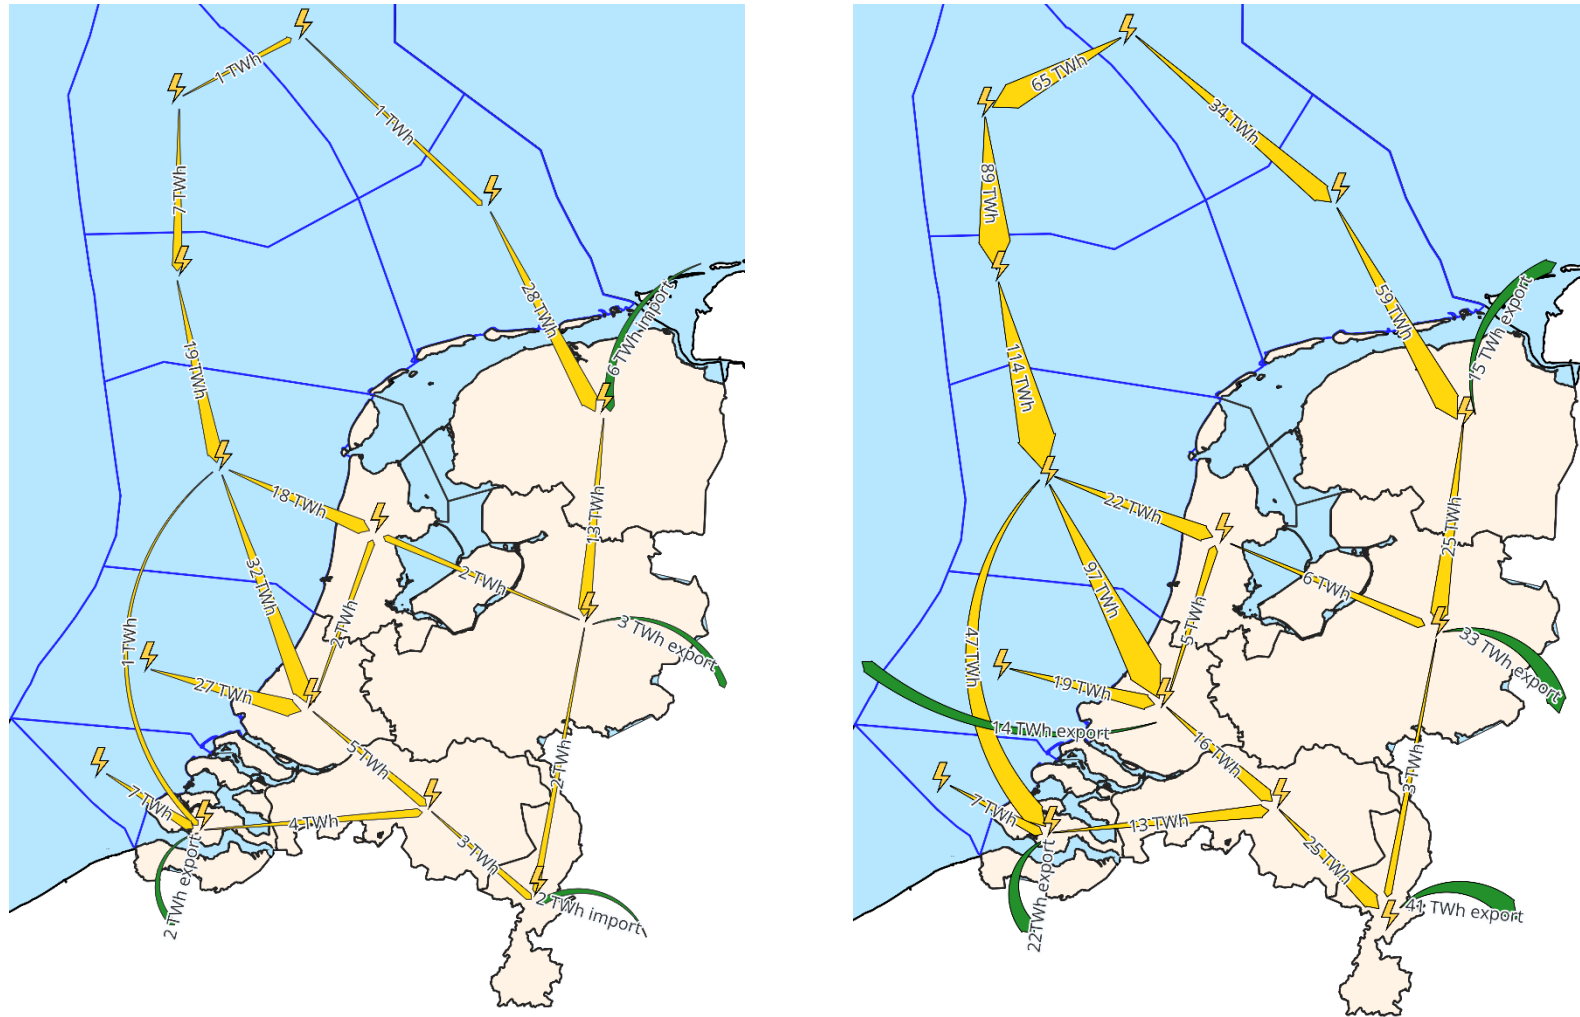 1 TWh
1 TWh
7 TWh
28 TWh
6 TWh import
19 TWh
18 TWh
13 TWh
32 TWh
2 TWh
2 TWh
3 TWh export
1 TWh
27 TWh
5 TWh
2 TWh
7 TWh
4 TWh
3 TWh
2 TWh export
2 TWh import
65 TWh
34 TWh
89 TWh
59 TWh
15 TWh export
114 TWh
22 TWh
25 TWh
97 TWh
6 TWh
5 TWh
47 TWh
33 TWh export
19 TWh
14 TWh export
16 TWh
3 TWh
7 TWh
13 TWh
25 TWh
22TWh export
41 TWh export